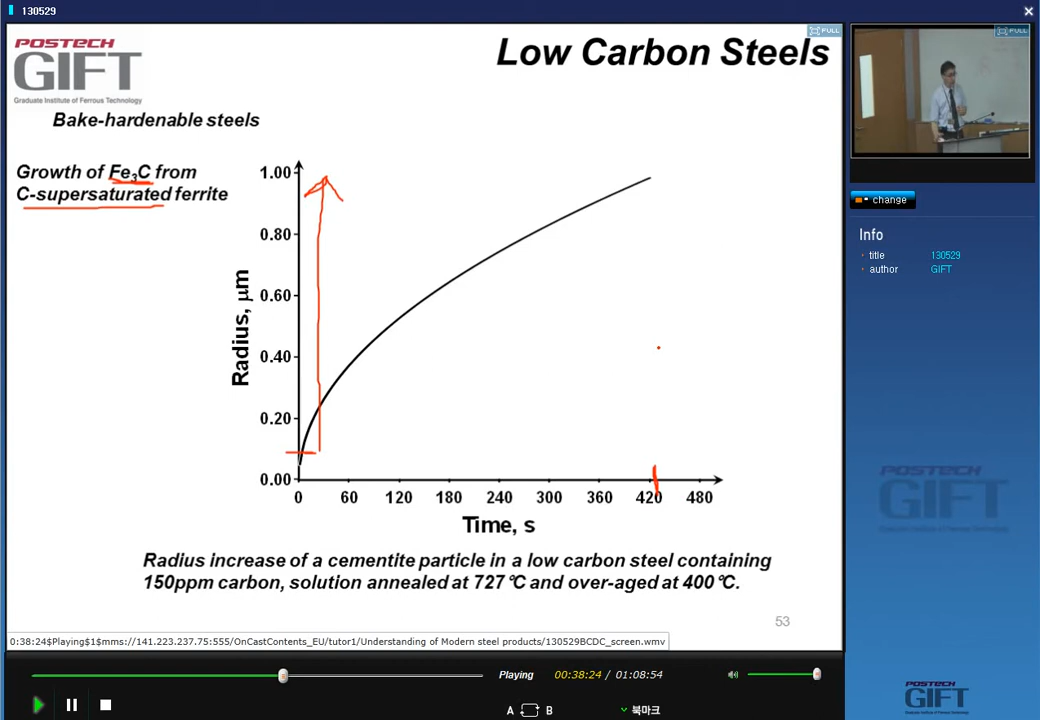 130529
FULL
POSTECH
GIFT
Graduate Institute of Ferrous Technology
Low Carbon Steels
Bake-hardenable steels
Growth of Fe3C from
C-supersaturated ferrite
Radius, μm
1.00
0.80
0.60
0.40
0.20
0.00
0 60 120 180 240 300 360 420 480
Time, s
Radius increase of a cementite particle in a low carbon steel containing
150ppm carbon, solution annealed at 727°C and over-aged at 400°C.
53
0:38:24$Playing$1$mms://141.223.237.75:555/OnCastContents_EU/tutor1/Understanding of Modern steel products/130529BCDC_screen.wmv
FULL
change
Info
title 130529
author GIFT
POSTECH
GIFT
Playing 00:38:24 / 01:08:54
A B 북마크
POSTECH
GIFT